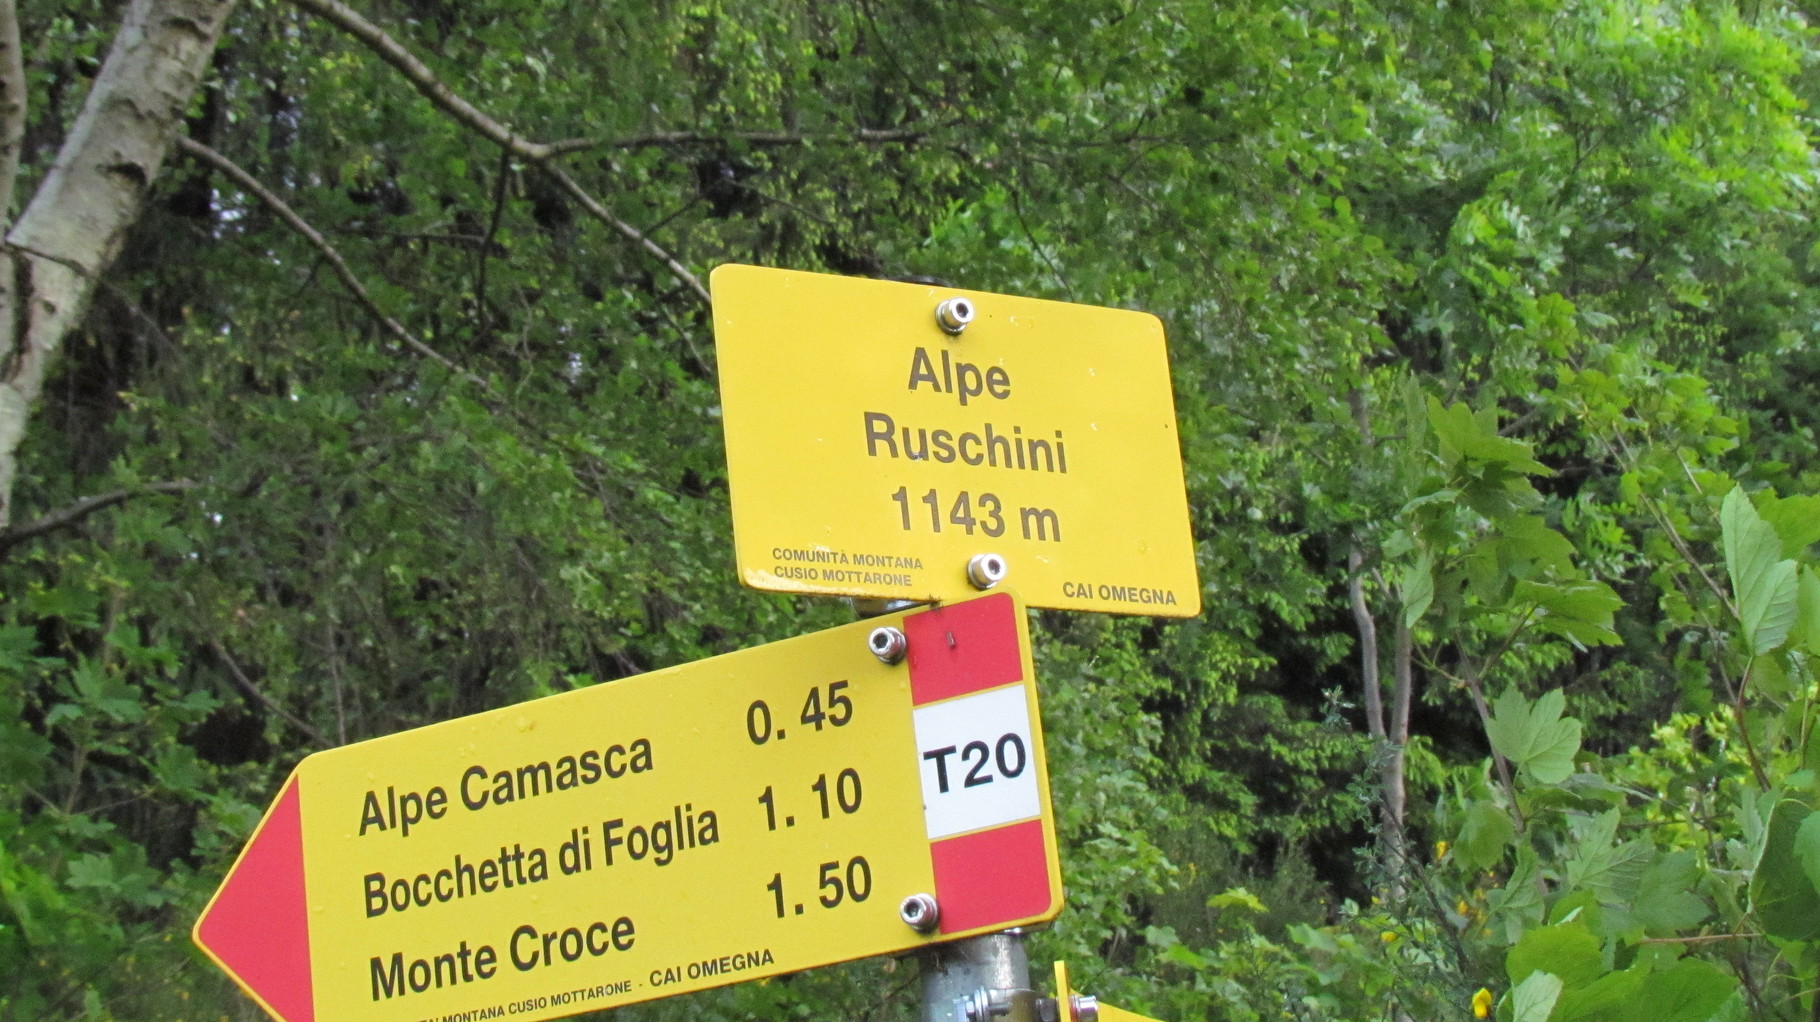 Alpe
Ruschini
1143 m
COMUNITÀ MONTANA
CUSIO MOTTARONE
CAI OMEGNA
Alpe Camasca 0. 45
Bocchetta di Foglia 1. 10
Monte Croce 1. 50
T20
MONTANA CUSIO MOTTARONE - CAI OMEGNA